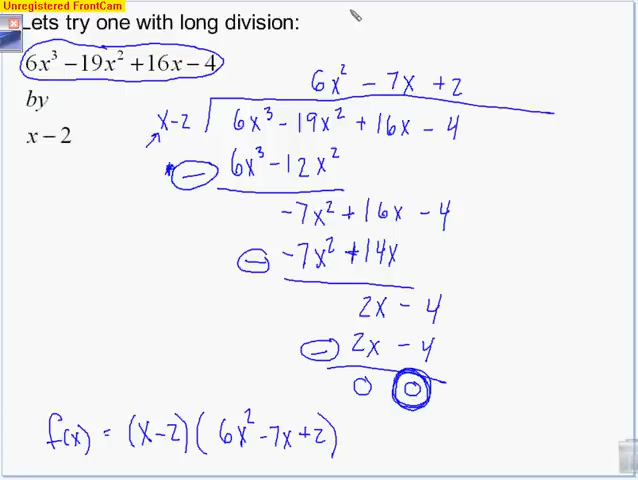 Unregistered FrontCam
Lets try one with long division:
6x³ − 19x² + 16x − 4
by
x − 2
6x² − 7x + 2
x − 2 6x³ − 19x² + 16x − 4
− 6x³ − 12x²
−7x² + 16x − 4
− −7x² + 14x
2x − 4
− 2x − 4
0 0
f(x) = (x − 2)(6x² − 7x + 2)